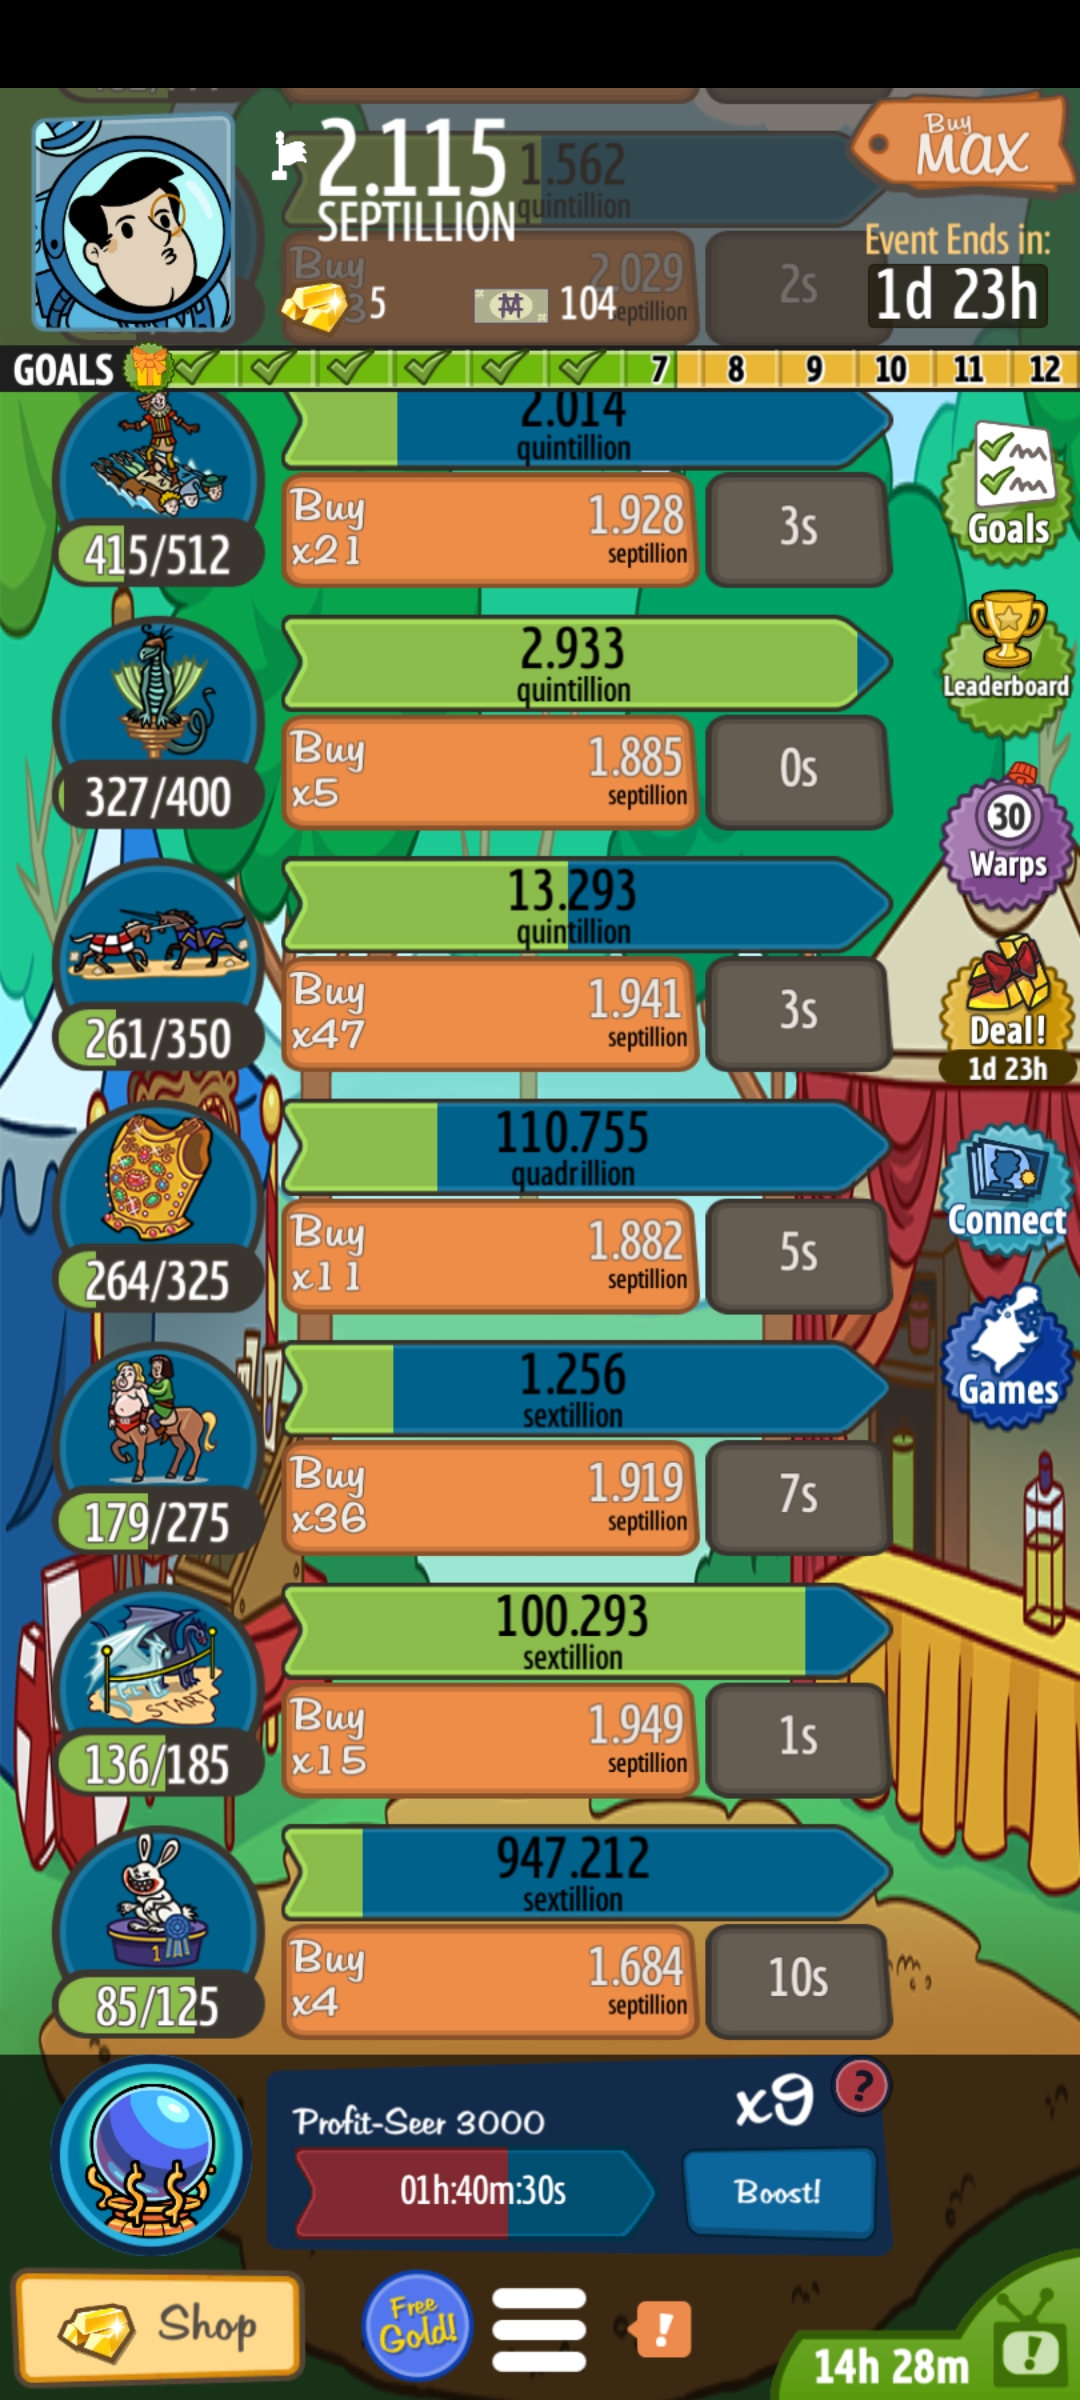 2.115
SEPTILLION
1.562
quintillion
Buy
MAX
Event Ends in:
1d 23h
Buy
2.029
septillion
2s
5
104
GOALS
7 8 9 10 11 12
2.014
quintillion
415/512
Buy
x21
1.928
septillion
3s
Goals
2.933
quintillion
327/400
Buy
x5
1.885
septillion
0s
Leaderboard
13.293
quintillion
261/350
Buy
x47
1.941
septillion
3s
30
Warps
Deal!
1d 23h
110.755
quadrillion
264/325
Buy
x11
1.882
septillion
5s
Connect
1.256
sextillion
179/275
Buy
x36
1.919
septillion
7s
Games
100.293
sextillion
START
136/185
Buy
x15
1.949
septillion
1s
947.212
sextillion
1
85/125
Buy
x4
1.684
septillion
10s
Profit-Seer 3000
x9
?
01h:40m:30s
Boost!
Shop
Free
Gold!
!
14h 28m
!